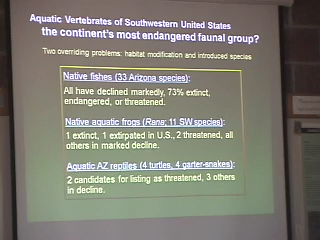 Aquatic Vertebrates of Southwestern United States
the continent's most endangered faunal group?
Two overriding problems: habitat modification and introduced species
Native fishes (33 Arizona species):
All have declined markedly, 73% extinct,
endangered, or threatened.
Native aquatic frogs (Rana; 11 SW species):
1 extinct, 1 extirpated in U.S., 2 threatened, all
others in marked decline.
Aquatic AZ reptiles (4 turtles, 4 garter-snakes):
2 candidates for listing as threatened, 3 others
in decline.